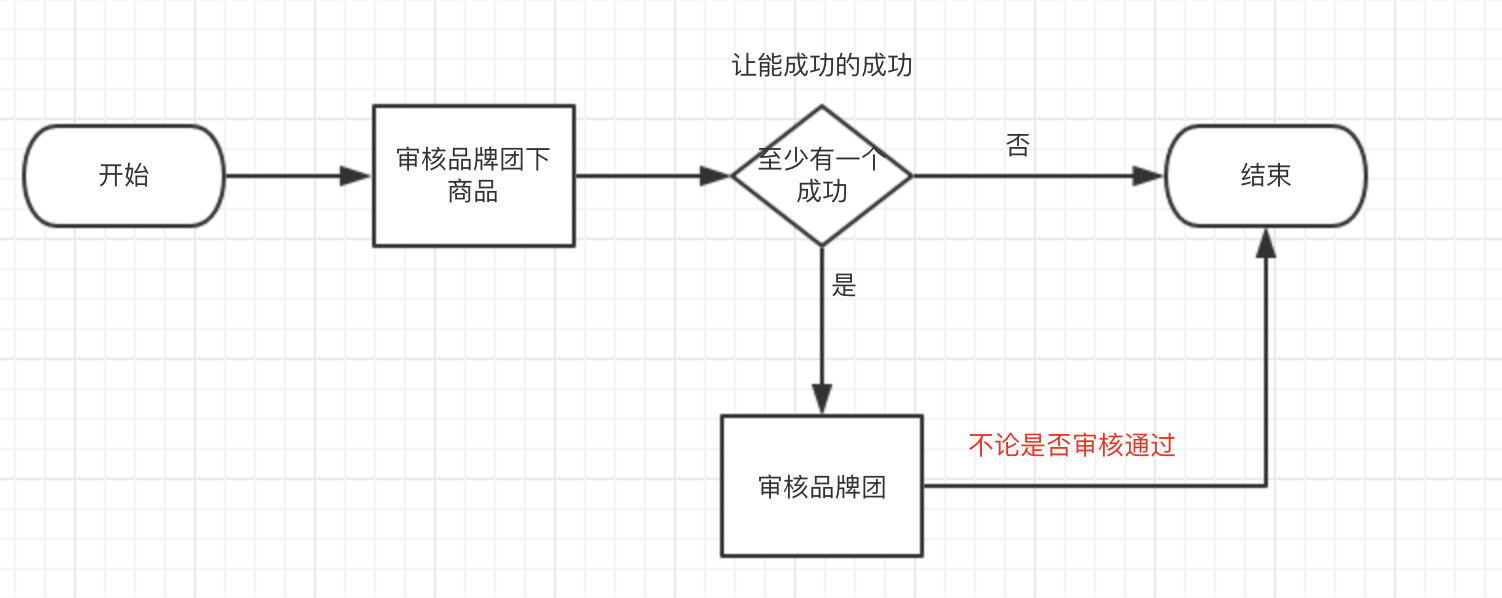 让能成功的成功
开始
审核品牌团下
商品
至少有一个
成功
否
结束
是
不论是否审核通过
审核品牌团